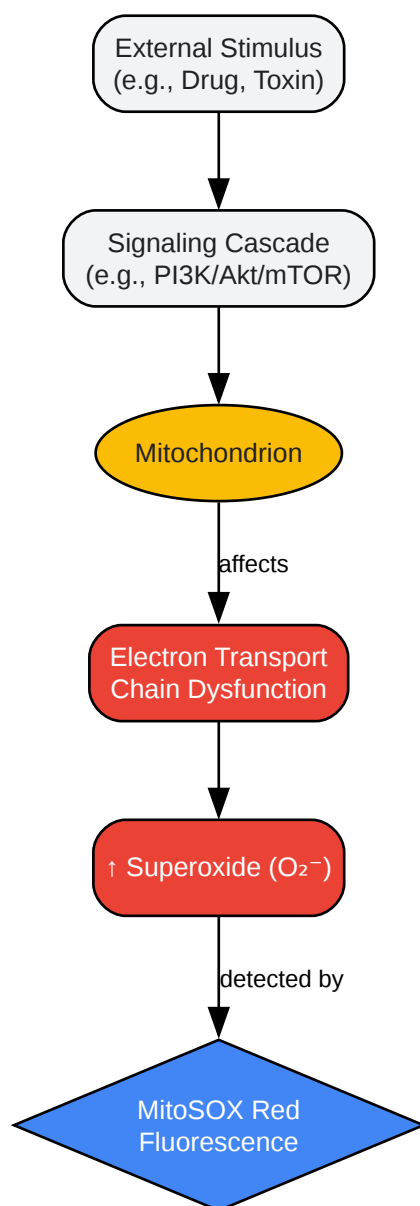 External Stimulus
(e.g., Drug, Toxin)
Signaling Cascade
(e.g., PI3K/Akt/mTOR)
Mitochondrion
affects
Electron Transport
Chain Dysfunction
↑ Superoxide (O₂⁻)
detected by
MitoSOX Red
Fluorescence